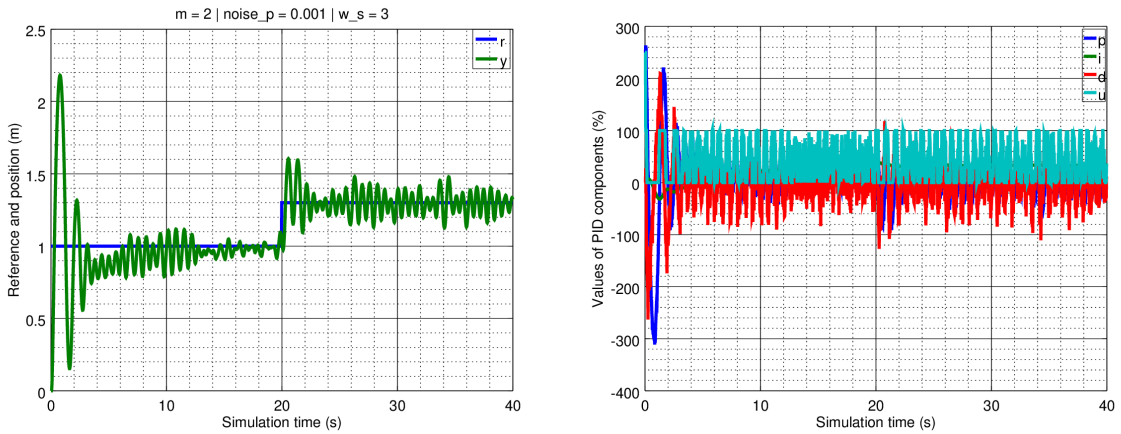 m = 2 | noise_p = 0.001 | w_s = 3
Reference and position (m)
2.5
2
1.5
1
0.5
0
0 10 20 30 40
Simulation time (s)
r
y
Values of PID components (%)
300
200
100
0
-100
-200
-300
-400
0 10 20 30 40
Simulation time (s)
p
i
d
u